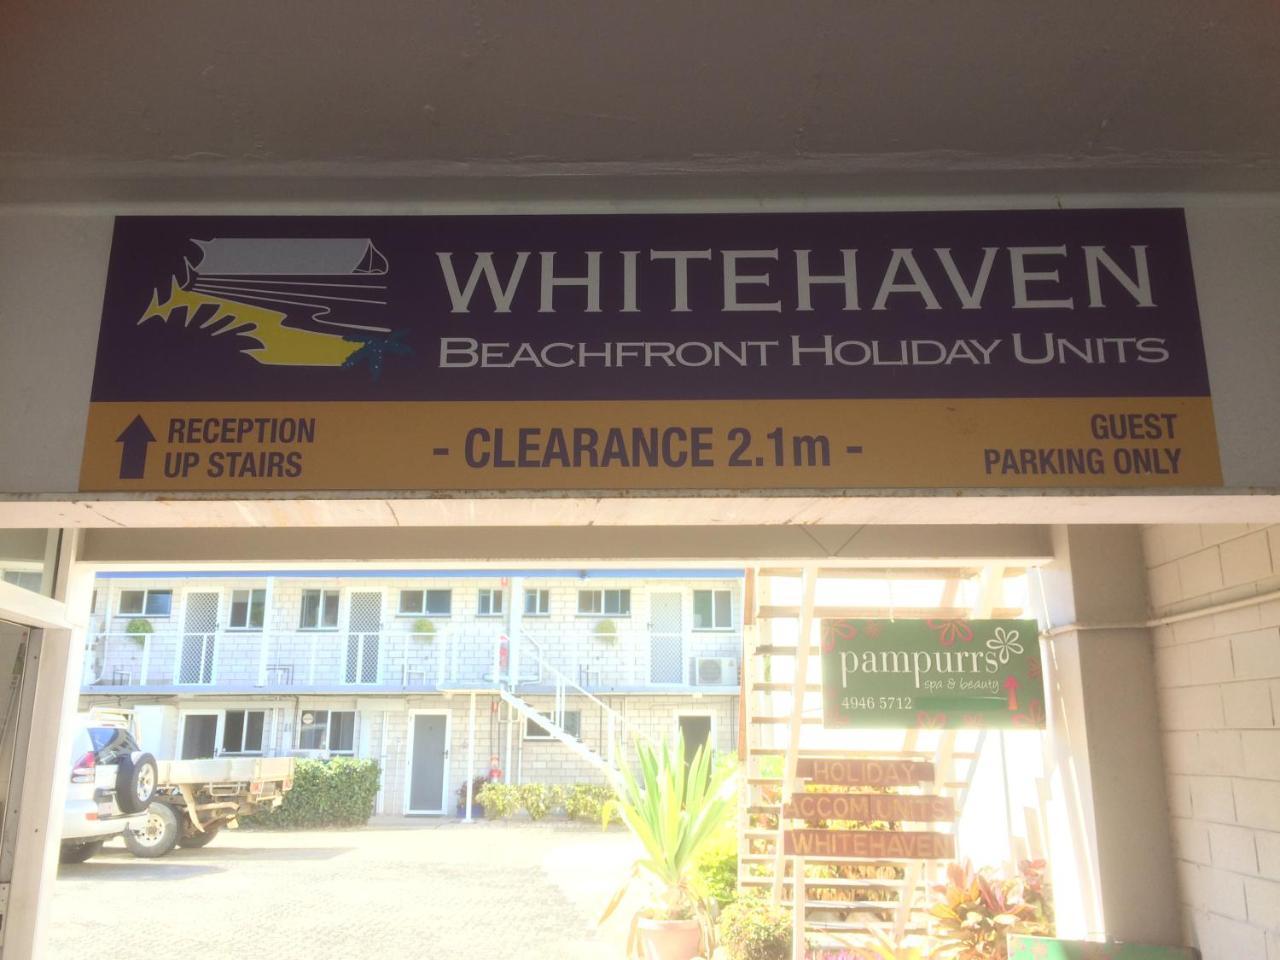 WHITEHAVEN
BEACHFRONT HOLIDAY UNITS
RECEPTION
UP STAIRS
- CLEARANCE 2.1m -
GUEST
PARKING ONLY
pampurrs
spa & beauty
4946 5712
HOLIDAY
ACCOM UNITS
WHITEHAVEN